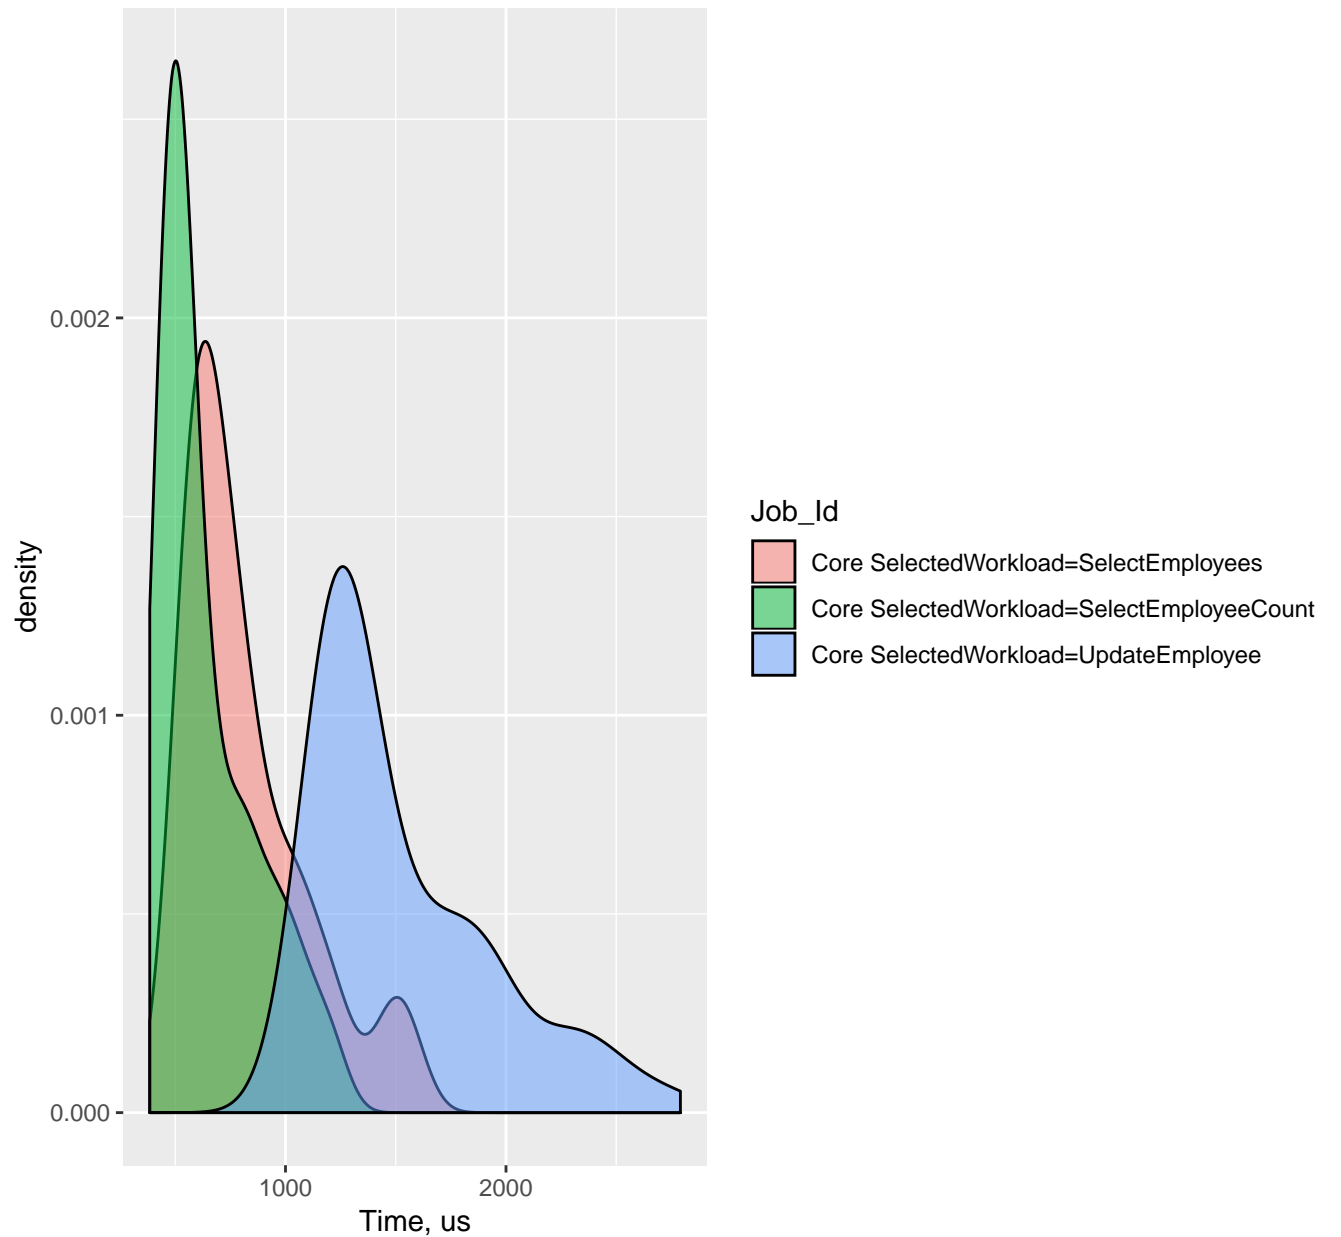 density
0.002
0.001
0.000
1000
2000
Time, us
Job_Id
Core SelectedWorkload=SelectEmployees
Core SelectedWorkload=SelectEmployeeCount
Core SelectedWorkload=UpdateEmployee